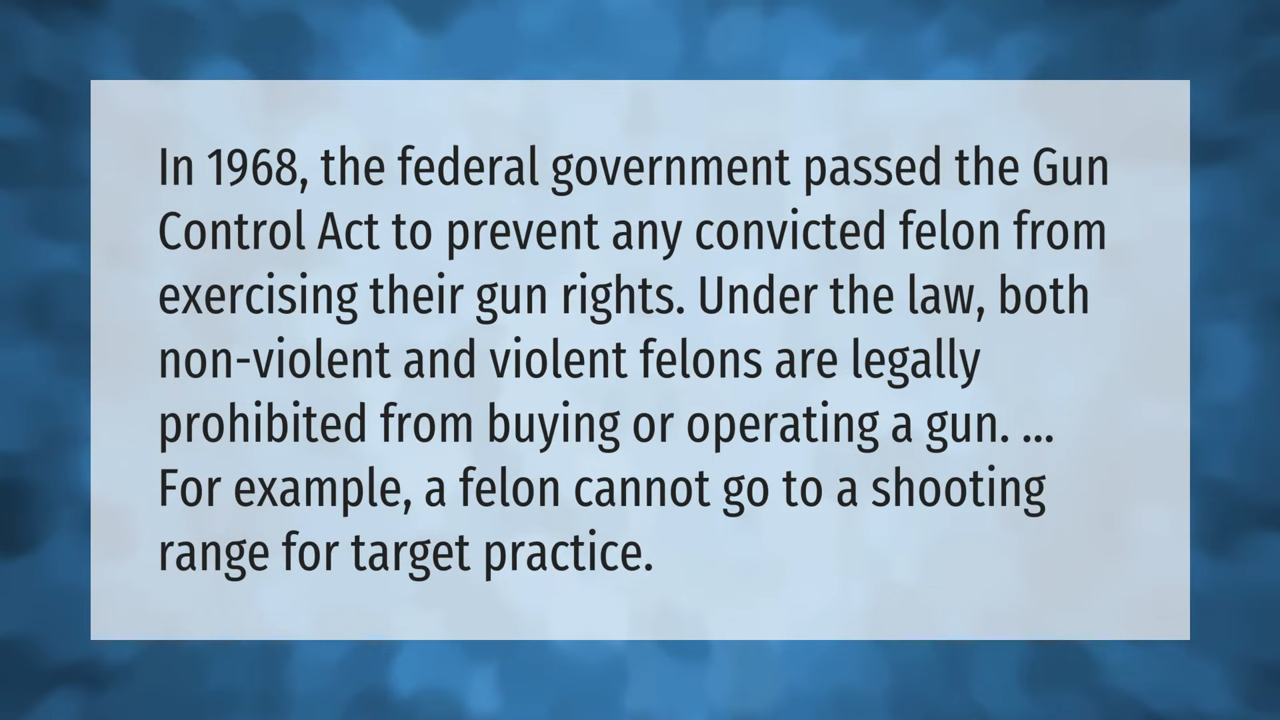 In 1968, the federal government passed the Gun
Control Act to prevent any convicted felon from
exercising their gun rights. Under the law, both
non-violent and violent felons are legally
prohibited from buying or operating a gun. ...
For example, a felon cannot go to a shooting
range for target practice.